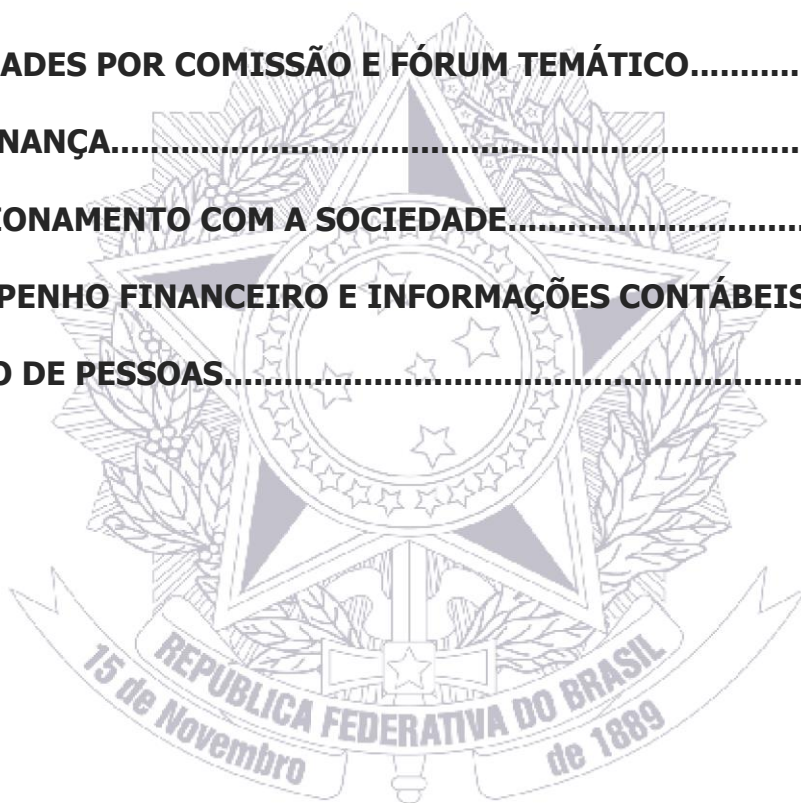 ADES POR COMISSÃO E FÓRUM TEMÁTICO...........
NANÇA.....................................................................
IONAMENTO COM A SOCIEDADE.............................
PENHO FINANCEIRO E INFORMAÇÕES CONTÁBEIS
O DE PESSOAS..........................................................
REPÚBLICA FEDERATIVA DO BRASIL
15 de Novembro de 1889